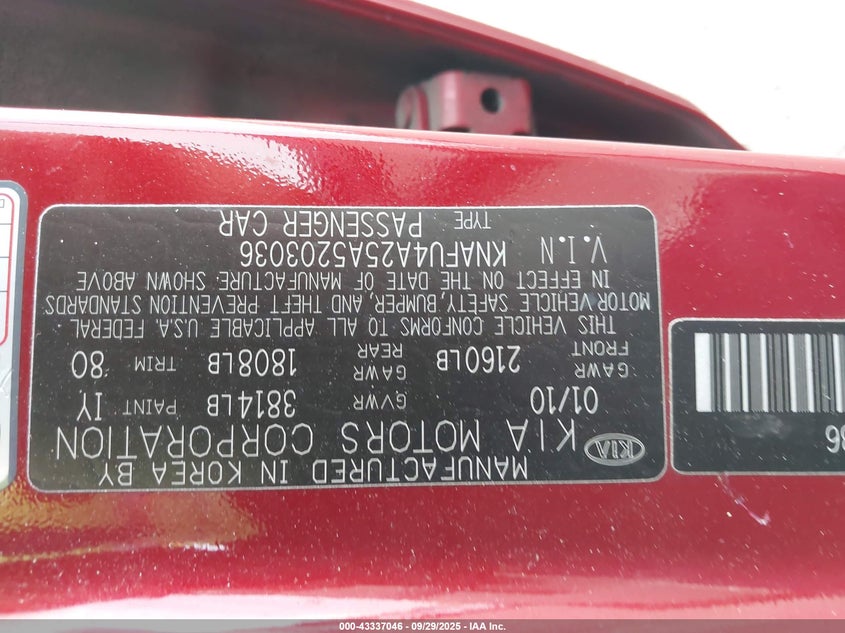 MANUFACTURED IN KOREA BY
KIA KIA MOTORS CORPORATION
01/10 GVWR 3814LB PAINT IY
GAWR FRONT 2160LB GAWR REAR 1808LB TRIM 80
THIS VEHICLE CONFORMS TO ALL APPLICABLE U.S.A. FEDERAL
MOTOR VEHICLE SAFETY, BUMPER, AND THEFT PREVENTION STANDARDS
IN EFFECT ON THE DATE OF MANUFACTURE SHOWN ABOVE
V.I.N KNAFU4A25A5203036
TYPE PASSENGER CAR
000-43337046 - 09/29/2025 - IAA Inc.